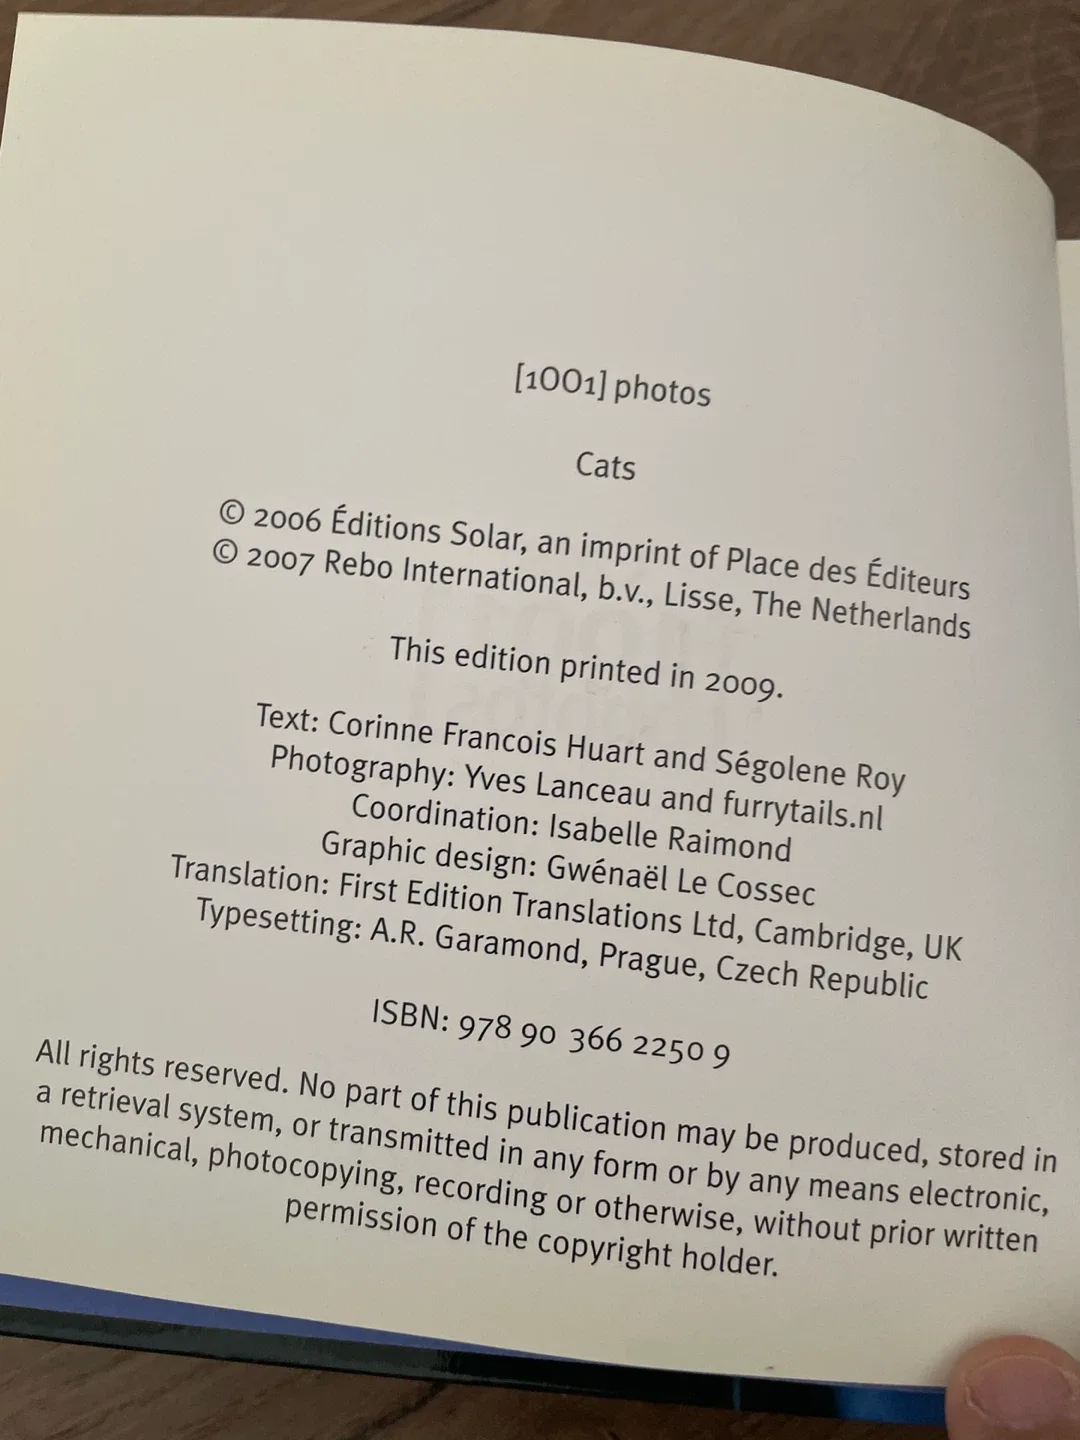 [1001] photos
Cats
© 2006 Éditions Solar, an imprint of Place des Éditeurs
© 2007 Rebo International, b.v., Lisse, The Netherlands
This edition printed in 2009.
Text: Corinne Francois Huart and Ségolene Roy
Photography: Yves Lanceau and furrytails.nl
Coordination: Isabelle Raimond
Graphic design: Gwénaël Le Cossec
Translation: First Edition Translations Ltd, Cambridge, UK
Typesetting: A.R. Garamond, Prague, Czech Republic
ISBN: 978 90 366 2250 9
All rights reserved. No part of this publication may be produced, stored in
a retrieval system, or transmitted in any form or by any means electronic,
mechanical, photocopying, recording or otherwise, without prior written
permission of the copyright holder.